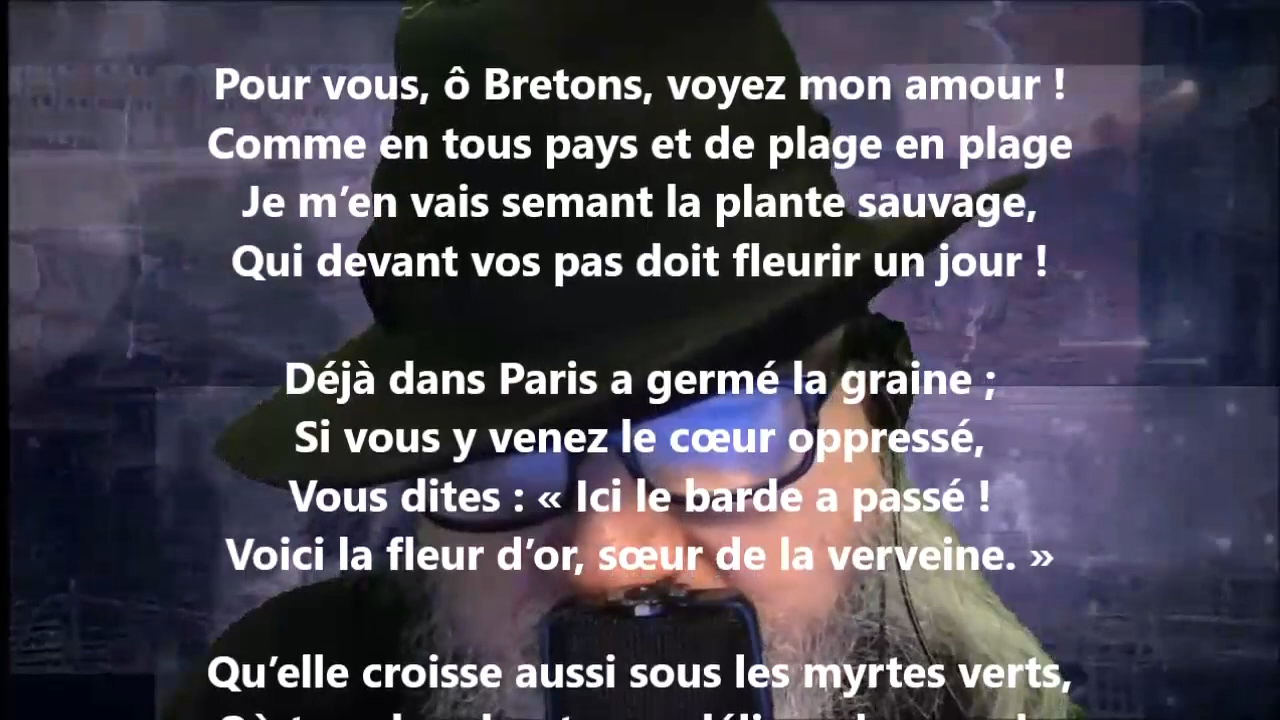 Pour vous, ô Bretons, voyez mon amour !
Comme en tous pays et de plage en plage
Je m’en vais semant la plante sauvage,
Qui devant vos pas doit fleurir un jour !
Déjà dans Paris a germé la graine ;
Si vous y venez le cœur oppressé,
Vous dites : « Ici le barde a passé !
Voici la fleur d’or, sœur de la verveine. »
Qu’elle croisse aussi sous les myrtes verts,